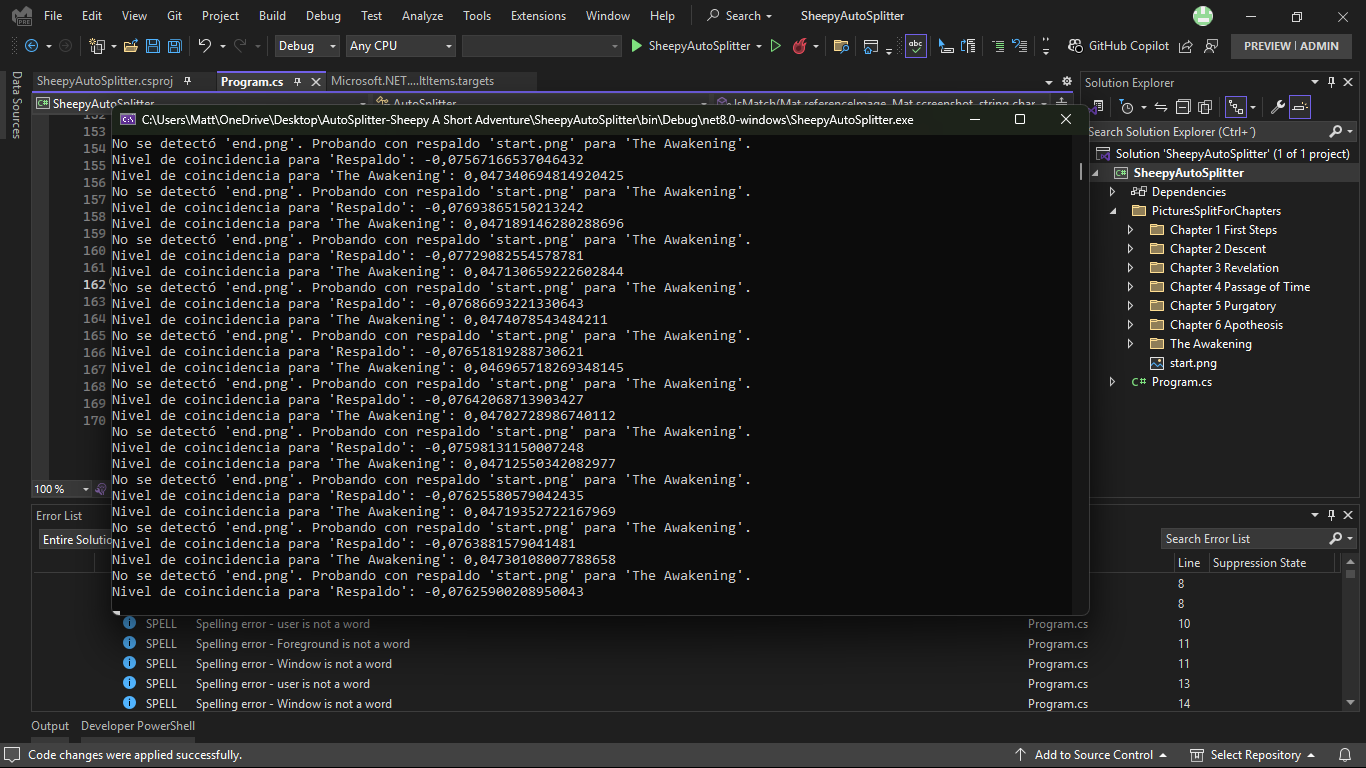 File Edit View Git Project Build Debug Test Analyze Tools Extensions Window Help Search SheepyAutoSplitter
Debug Any CPU SheepyAutoSplitter GitHub Copilot PREVIEW | ADMIN
Data Sources
SheepyAutoSplitter.csproj Program.cs Microsoft.NET....ItItems.targets
SheepyAutoSplitter AutoSplitter IsMatch(Mat referenceImage, Mat screenshot, string char
C:\Users\Matt\OneDrive\Desktop\AutoSplitter-Sheepy A Short Adventure\SheepyAutoSplitter\bin\Debug\net8.0-windows\SheepyAutoSplitter.exe
152
153
154
155
156
157
158
159
160
161
162
163
164
165
166
167
168
169
170
No se detectó 'end.png'. Probando con respaldo 'start.png' para 'The Awakening'.
Nivel de coincidencia para 'Respaldo': -0,07567166537046432
Nivel de coincidencia para 'The Awakening': 0,047340694814920425
No se detectó 'end.png'. Probando con respaldo 'start.png' para 'The Awakening'.
Nivel de coincidencia para 'Respaldo': -0,07693865150213242
Nivel de coincidencia para 'The Awakening': 0,047189146280288696
No se detectó 'end.png'. Probando con respaldo 'start.png' para 'The Awakening'.
Nivel de coincidencia para 'Respaldo': -0,07729082554578781
Nivel de coincidencia para 'The Awakening': 0,047130659222602844
No se detectó 'end.png'. Probando con respaldo 'start.png' para 'The Awakening'.
Nivel de coincidencia para 'Respaldo': -0,07686693221330643
Nivel de coincidencia para 'The Awakening': 0,0474078543484211
No se detectó 'end.png'. Probando con respaldo 'start.png' para 'The Awakening'.
Nivel de coincidencia para 'Respaldo': -0,07651819288730621
Nivel de coincidencia para 'The Awakening': 0,046965718269348145
No se detectó 'end.png'. Probando con respaldo 'start.png' para 'The Awakening'.
Nivel de coincidencia para 'Respaldo': -0,07642068713903427
Nivel de coincidencia para 'The Awakening': 0,04702728986740112
No se detectó 'end.png'. Probando con respaldo 'start.png' para 'The Awakening'.
Nivel de coincidencia para 'Respaldo': -0,07598131150007248
Nivel de coincidencia para 'The Awakening': 0,04712550342082977
No se detectó 'end.png'. Probando con respaldo 'start.png' para 'The Awakening'.
Nivel de coincidencia para 'Respaldo': -0,07625580579042435
Nivel de coincidencia para 'The Awakening': 0,04719352722167969
No se detectó 'end.png'. Probando con respaldo 'start.png' para 'The Awakening'.
Nivel de coincidencia para 'Respaldo': -0,0763881579041481
Nivel de coincidencia para 'The Awakening': 0,04730108007788658
No se detectó 'end.png'. Probando con respaldo 'start.png' para 'The Awakening'.
Nivel de coincidencia para 'Respaldo': -0,07625900208950043
Solution Explorer
Search Solution Explorer (Ctrl+´)
Solution 'SheepyAutoSplitter' (1 of 1 project)
SheepyAutoSplitter
Dependencies
PicturesSplitForChapters
Chapter 1 First Steps
Chapter 2 Descent
Chapter 3 Revelation
Chapter 4 Passage of Time
Chapter 5 Purgatory
Chapter 6 Apotheosis
The Awakening
start.png
C# Program.cs
100 %
Error List
Entire Solutio
Search Error List
Line Suppression State
8
8
SPELL Spelling error - user is not a word Program.cs 10
SPELL Spelling error - Foreground is not a word Program.cs 11
SPELL Spelling error - Window is not a word Program.cs 11
SPELL Spelling error - user is not a word Program.cs 13
SPELL Spelling error - Window is not a word Program.cs 14
Output Developer PowerShell
Code changes were applied successfully. Add to Source Control Select Repository